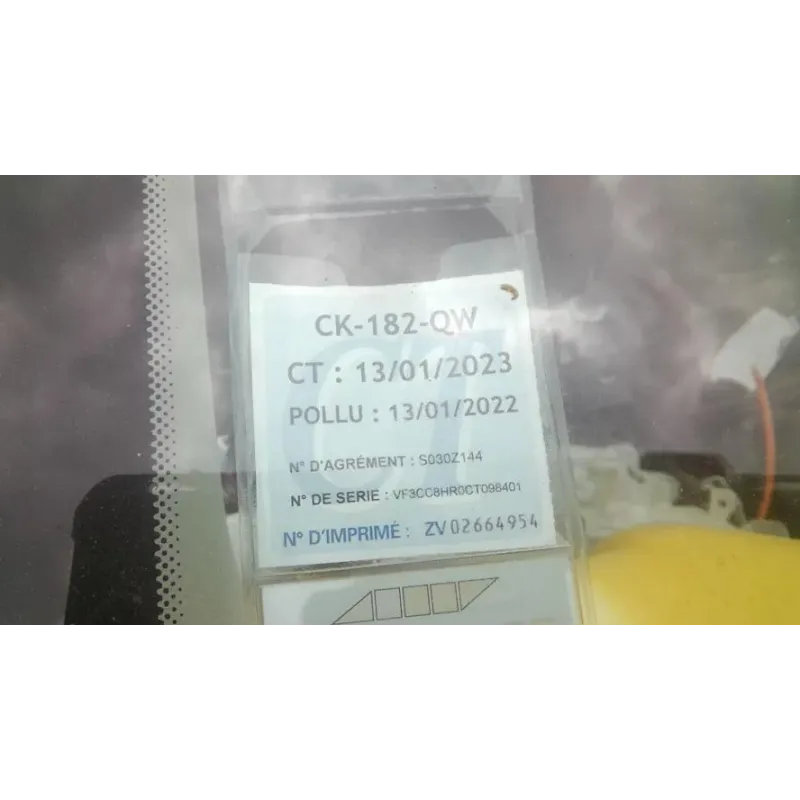 CK-182-QW
CT : 13/01/2023
POLLU : 13/01/2022
N° D'AGRÉMENT : S030Z144
N° DE SERIE : VF3CC8HR0CT098401
N° D'IMPRIMÉ : ZV02664954